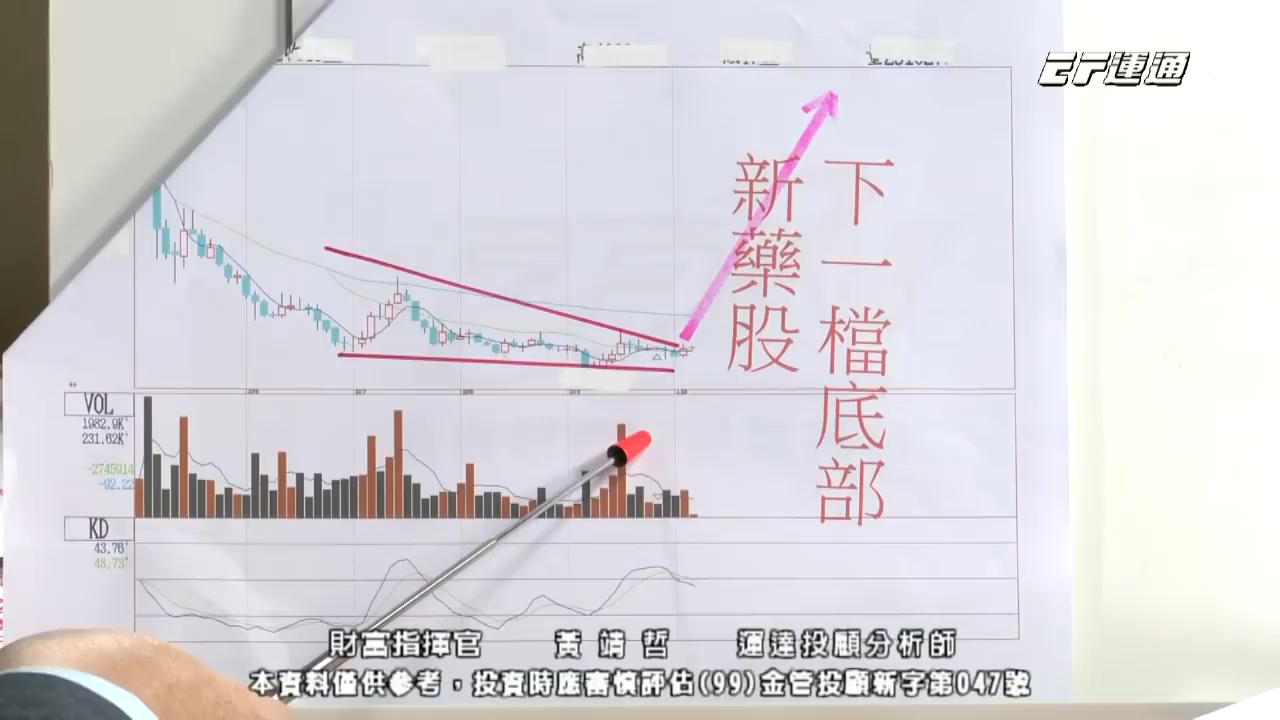 運通
下一檔底部
新藥股
VOL
1982.9K
231.62K
-2745914
-92.22
KD
43.76
48.73
財富指揮官 黃靖哲 運達投顧分析師
本資料僅供參考，投資時應審慎評估(99)金管投顧新字第047號